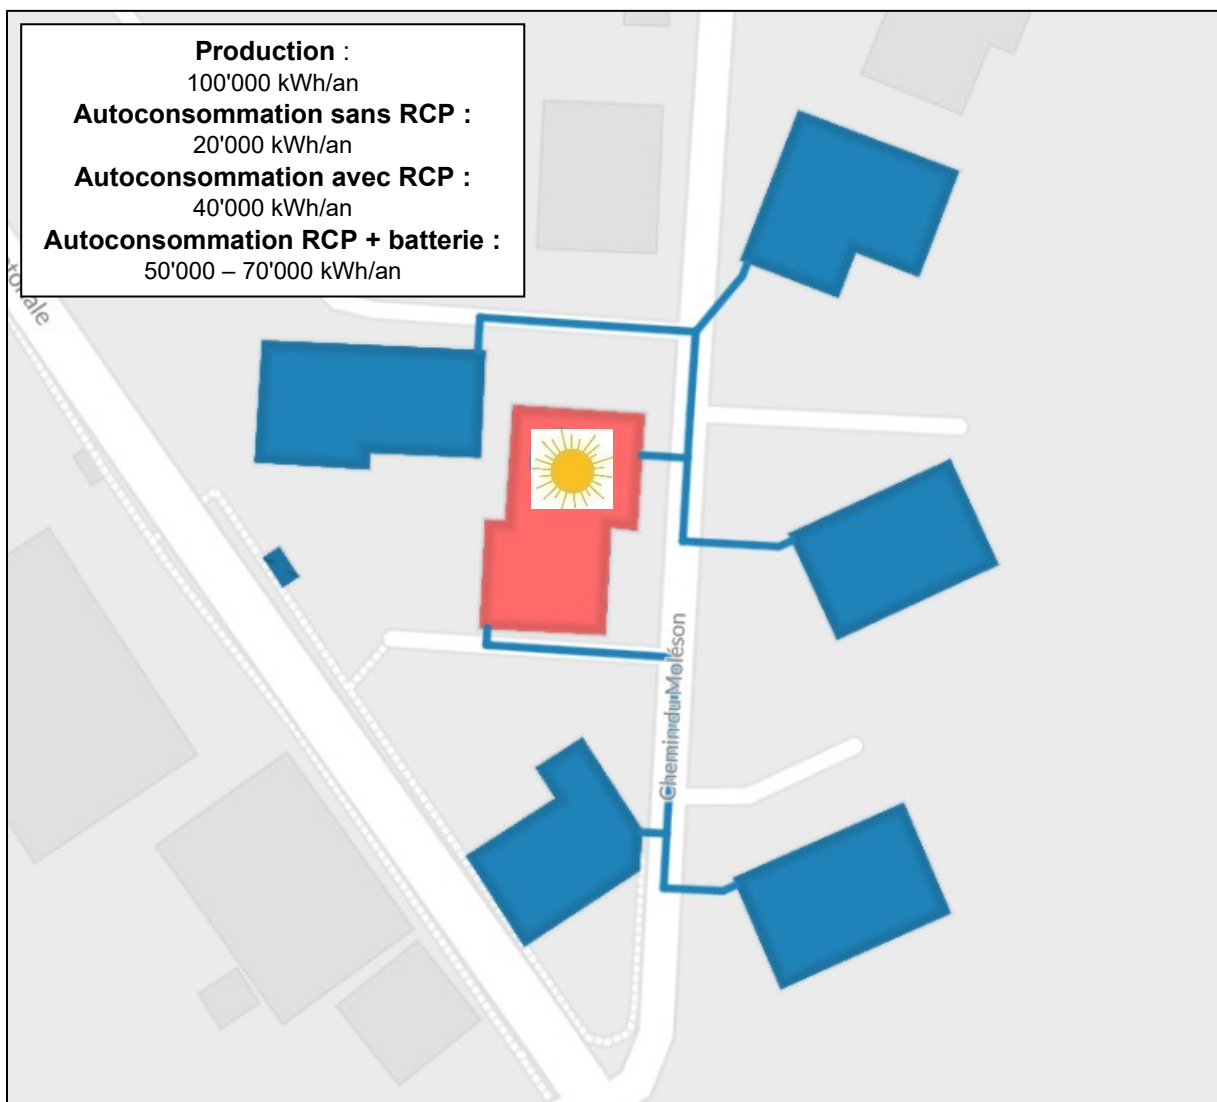 Production :
100'000 kWh/an
Autoconsommation sans RCP :
20'000 kWh/an
Autoconsommation avec RCP :
40'000 kWh/an
Autoconsommation RCP + batterie :
50'000 – 70'000 kWh/an
Chemin du Moléson